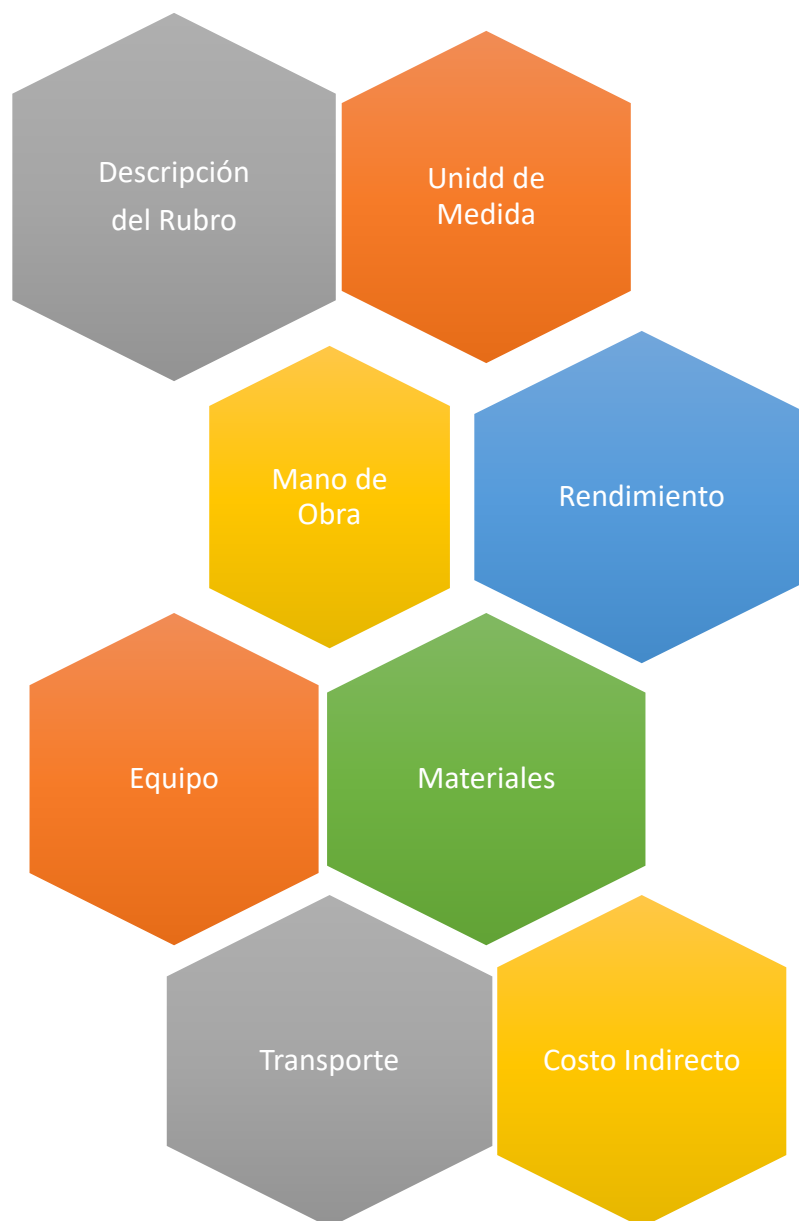 Descripción
del Rubro
Unidd de
Medida
Mano de
Obra
Rendimiento
Equipo
Materiales
Transporte
Costo Indirecto